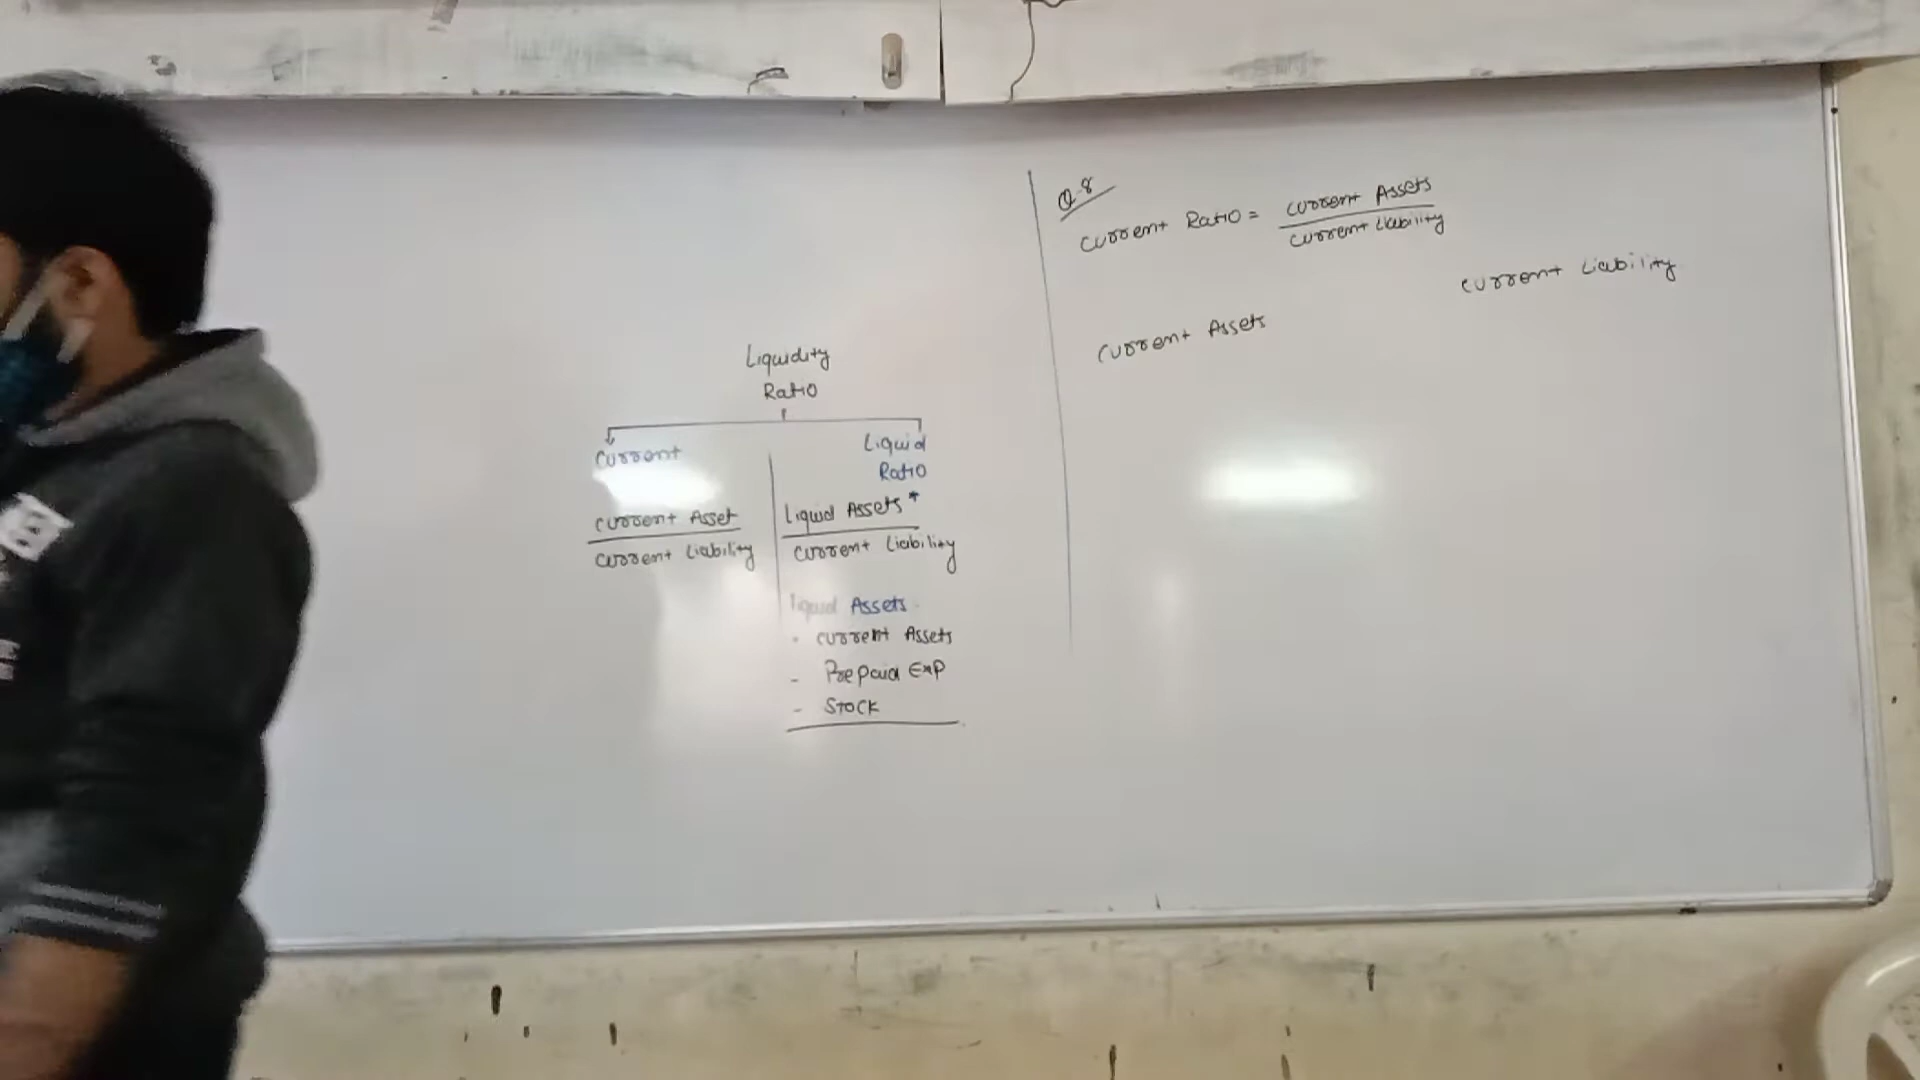 Liquidity
Ratio
Current
Liquid
Ratio
Current Asset
Current Liability
Liquid Assets *
Current Liability
liquid Assets
- Current Assets
- Prepaid Exp
- Stock
Q-8
Current Ratio = Current Assets
Current Liability
Current Liability
Current Assets